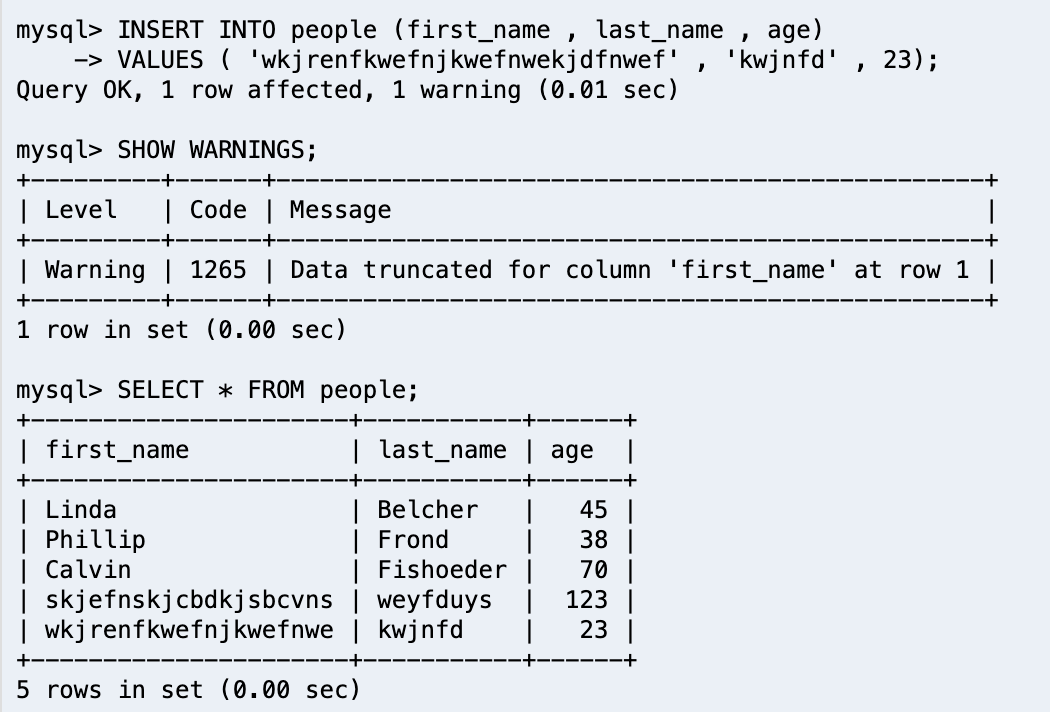 mysql> INSERT INTO people (first_name , last_name , age)
    -> VALUES ( 'wkjrenfkwefnjkwefnwekjdfnwef' , 'kwjnfd' , 23);
Query OK, 1 row affected, 1 warning (0.01 sec)

mysql> SHOW WARNINGS;
+---------+------+-------------------------------------------------+
| Level   | Code | Message                                         |
+---------+------+-------------------------------------------------+
| Warning | 1265 | Data truncated for column 'first_name' at row 1 |
+---------+------+-------------------------------------------------+
1 row in set (0.00 sec)

mysql> SELECT * FROM people;
+----------------------+-----------+------+
| first_name           | last_name | age  |
+----------------------+-----------+------+
| Linda                | Belcher   |   45 |
| Phillip              | Frond     |   38 |
| Calvin               | Fishoeder |   70 |
| skjefnskjcbdkjsbcvns | weyfduys  |  123 |
| wkjrenfkwefnjkwefnwe | kwjnfd    |   23 |
+----------------------+-----------+------+
5 rows in set (0.00 sec)